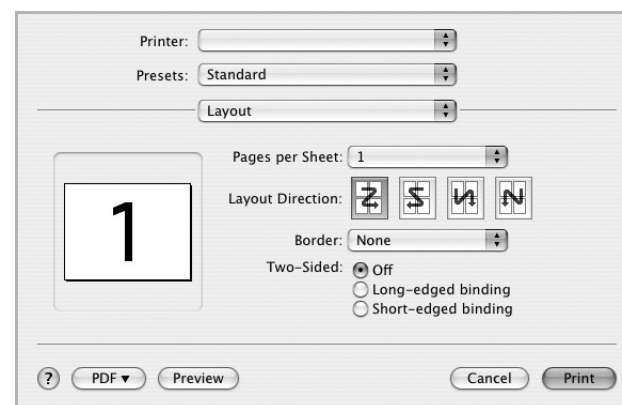 Printer:
Presets: Standard
Layout
Pages per Sheet: 1
Layout Direction:
1
Border: None
Two-Sided: Off
Long-edged binding
Short-edged binding
? PDF▼ Preview Cancel Print